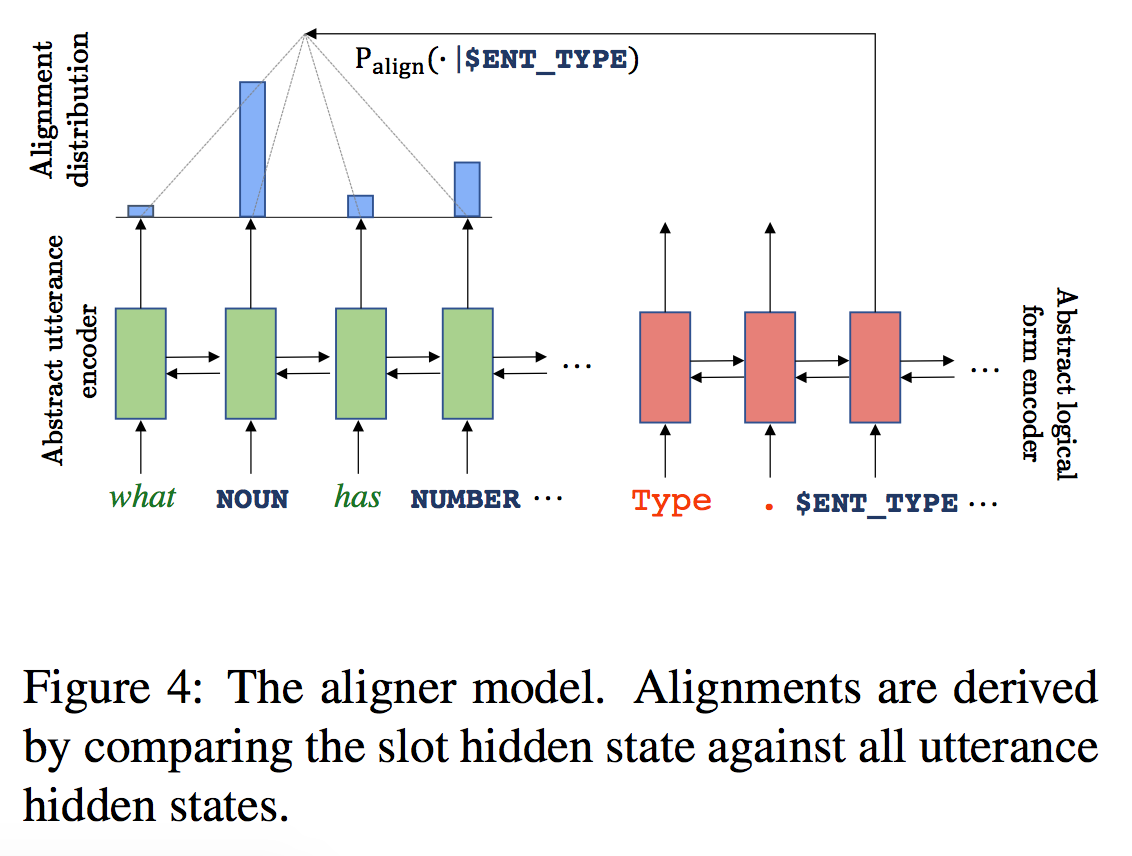 Alignment
distribution
P_align(· |$ENT_TYPE)
Abstract utterance
encoder
what NOUN has NUMBER ···
···
Type . $ENT_TYPE ···
···
Abstract logical
form encoder
Figure 4: The aligner model. Alignments are derived
by comparing the slot hidden state against all utterance
hidden states.